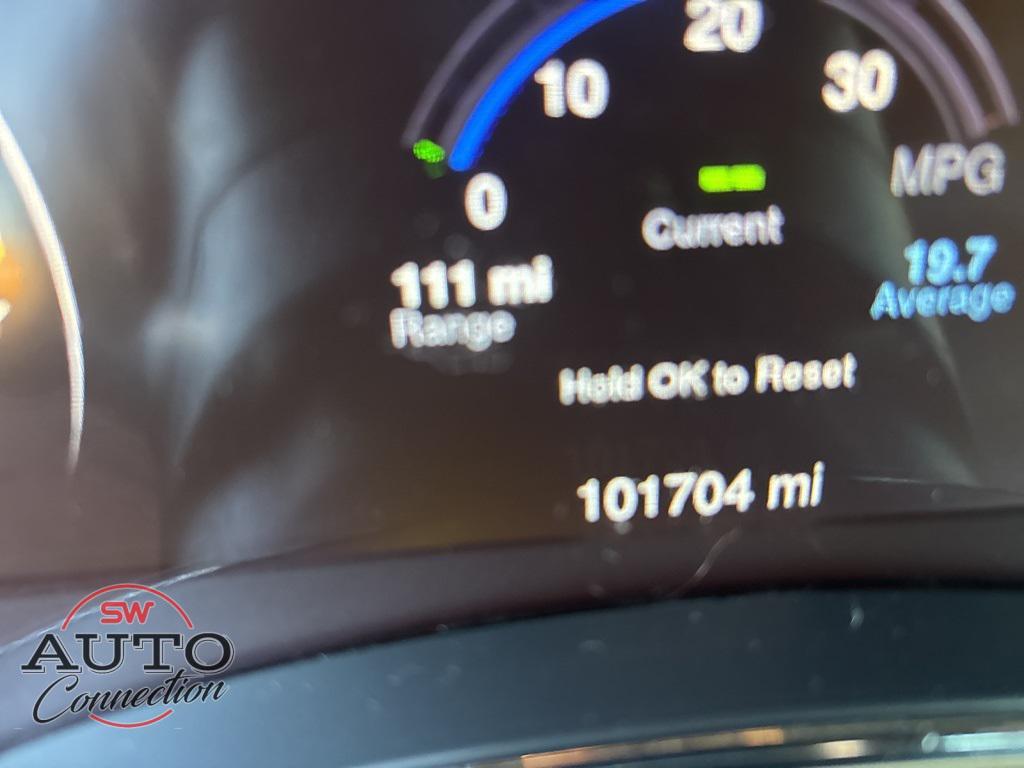 20
10
30
0
MPG
Current
111 mi
Range
19.7
Average
Hold OK to Reset
101704 mi
SW
AUTO
Connection